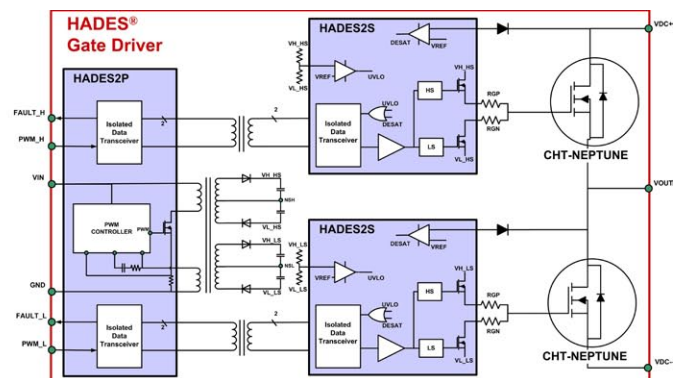 HADES®
Gate Driver
HADES2P
FAULT_H
PWM_H
Isolated
Data
Transceiver
2
VIN
PWM
CONTROLLER
PWM
GND
FAULT_L
PWM_L
Isolated
Data
Transceiver
2
2
VH_HS
NSH
VL_HS
VH_LS
NSL
VL_LS
2
HADES2S
VH_HS
VL_HS
VREF
UVLO
DESAT
VREF
Isolated
Data
Transceiver
UVLO
DESAT
HS
LS
VH_HS
VL_HS
RGP
RGN
HADES2S
VH_LS
VL_LS
VREF
UVLO
DESAT
VREF
Isolated
Data
Transceiver
UVLO
DESAT
HS
LS
VH_LS
VL_LS
RGP
RGN
VDC+
CHT-NEPTUNE
VOUT
CHT-NEPTUNE
VDC-